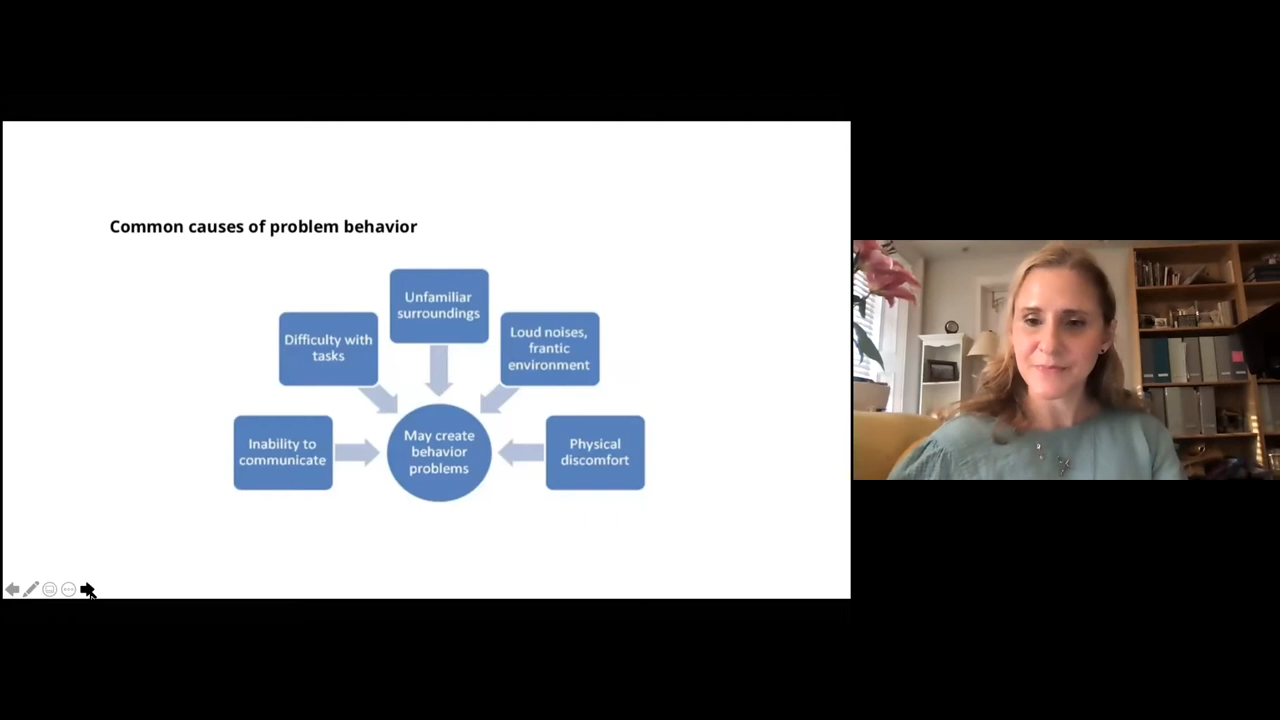 Common causes of problem behavior
Unfamiliar
surroundings
Difficulty with
tasks
Loud noises,
frantic
environment
Inability to
communicate
May create
behavior
problems
Physical
discomfort